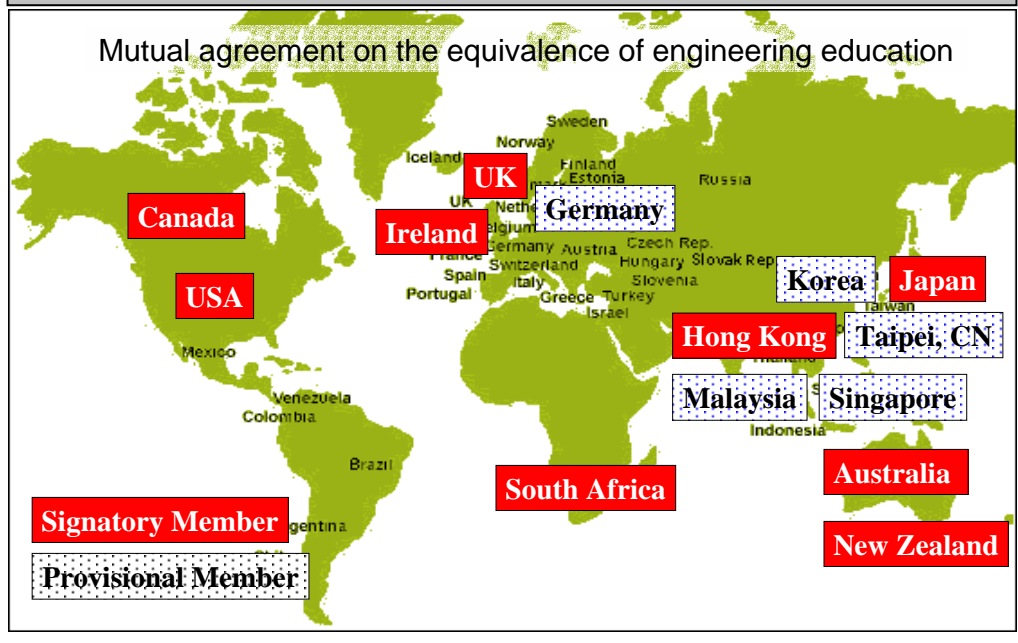 Mutual agreement on the equivalence of engineering education
Sweden
Norway
Iceland
Finland
UK
Estonia
Russia
Canada
UK
Germany
Ireland
Germany
Austria
Czech Rep.
Switzerland
Hungary
Slovak Rep
Korea
Japan
USA
Spain
Italy
Slovenia
Portugal
Greece
Turkey
Israel
Taiwan
Hong Kong
Taipei, CN
Mexico
Malaysia
Singapore
Venezuela
Colombia
Indonesia
Brazil
Australia
South Africa
Signatory Member
New Zealand
Provisional Member